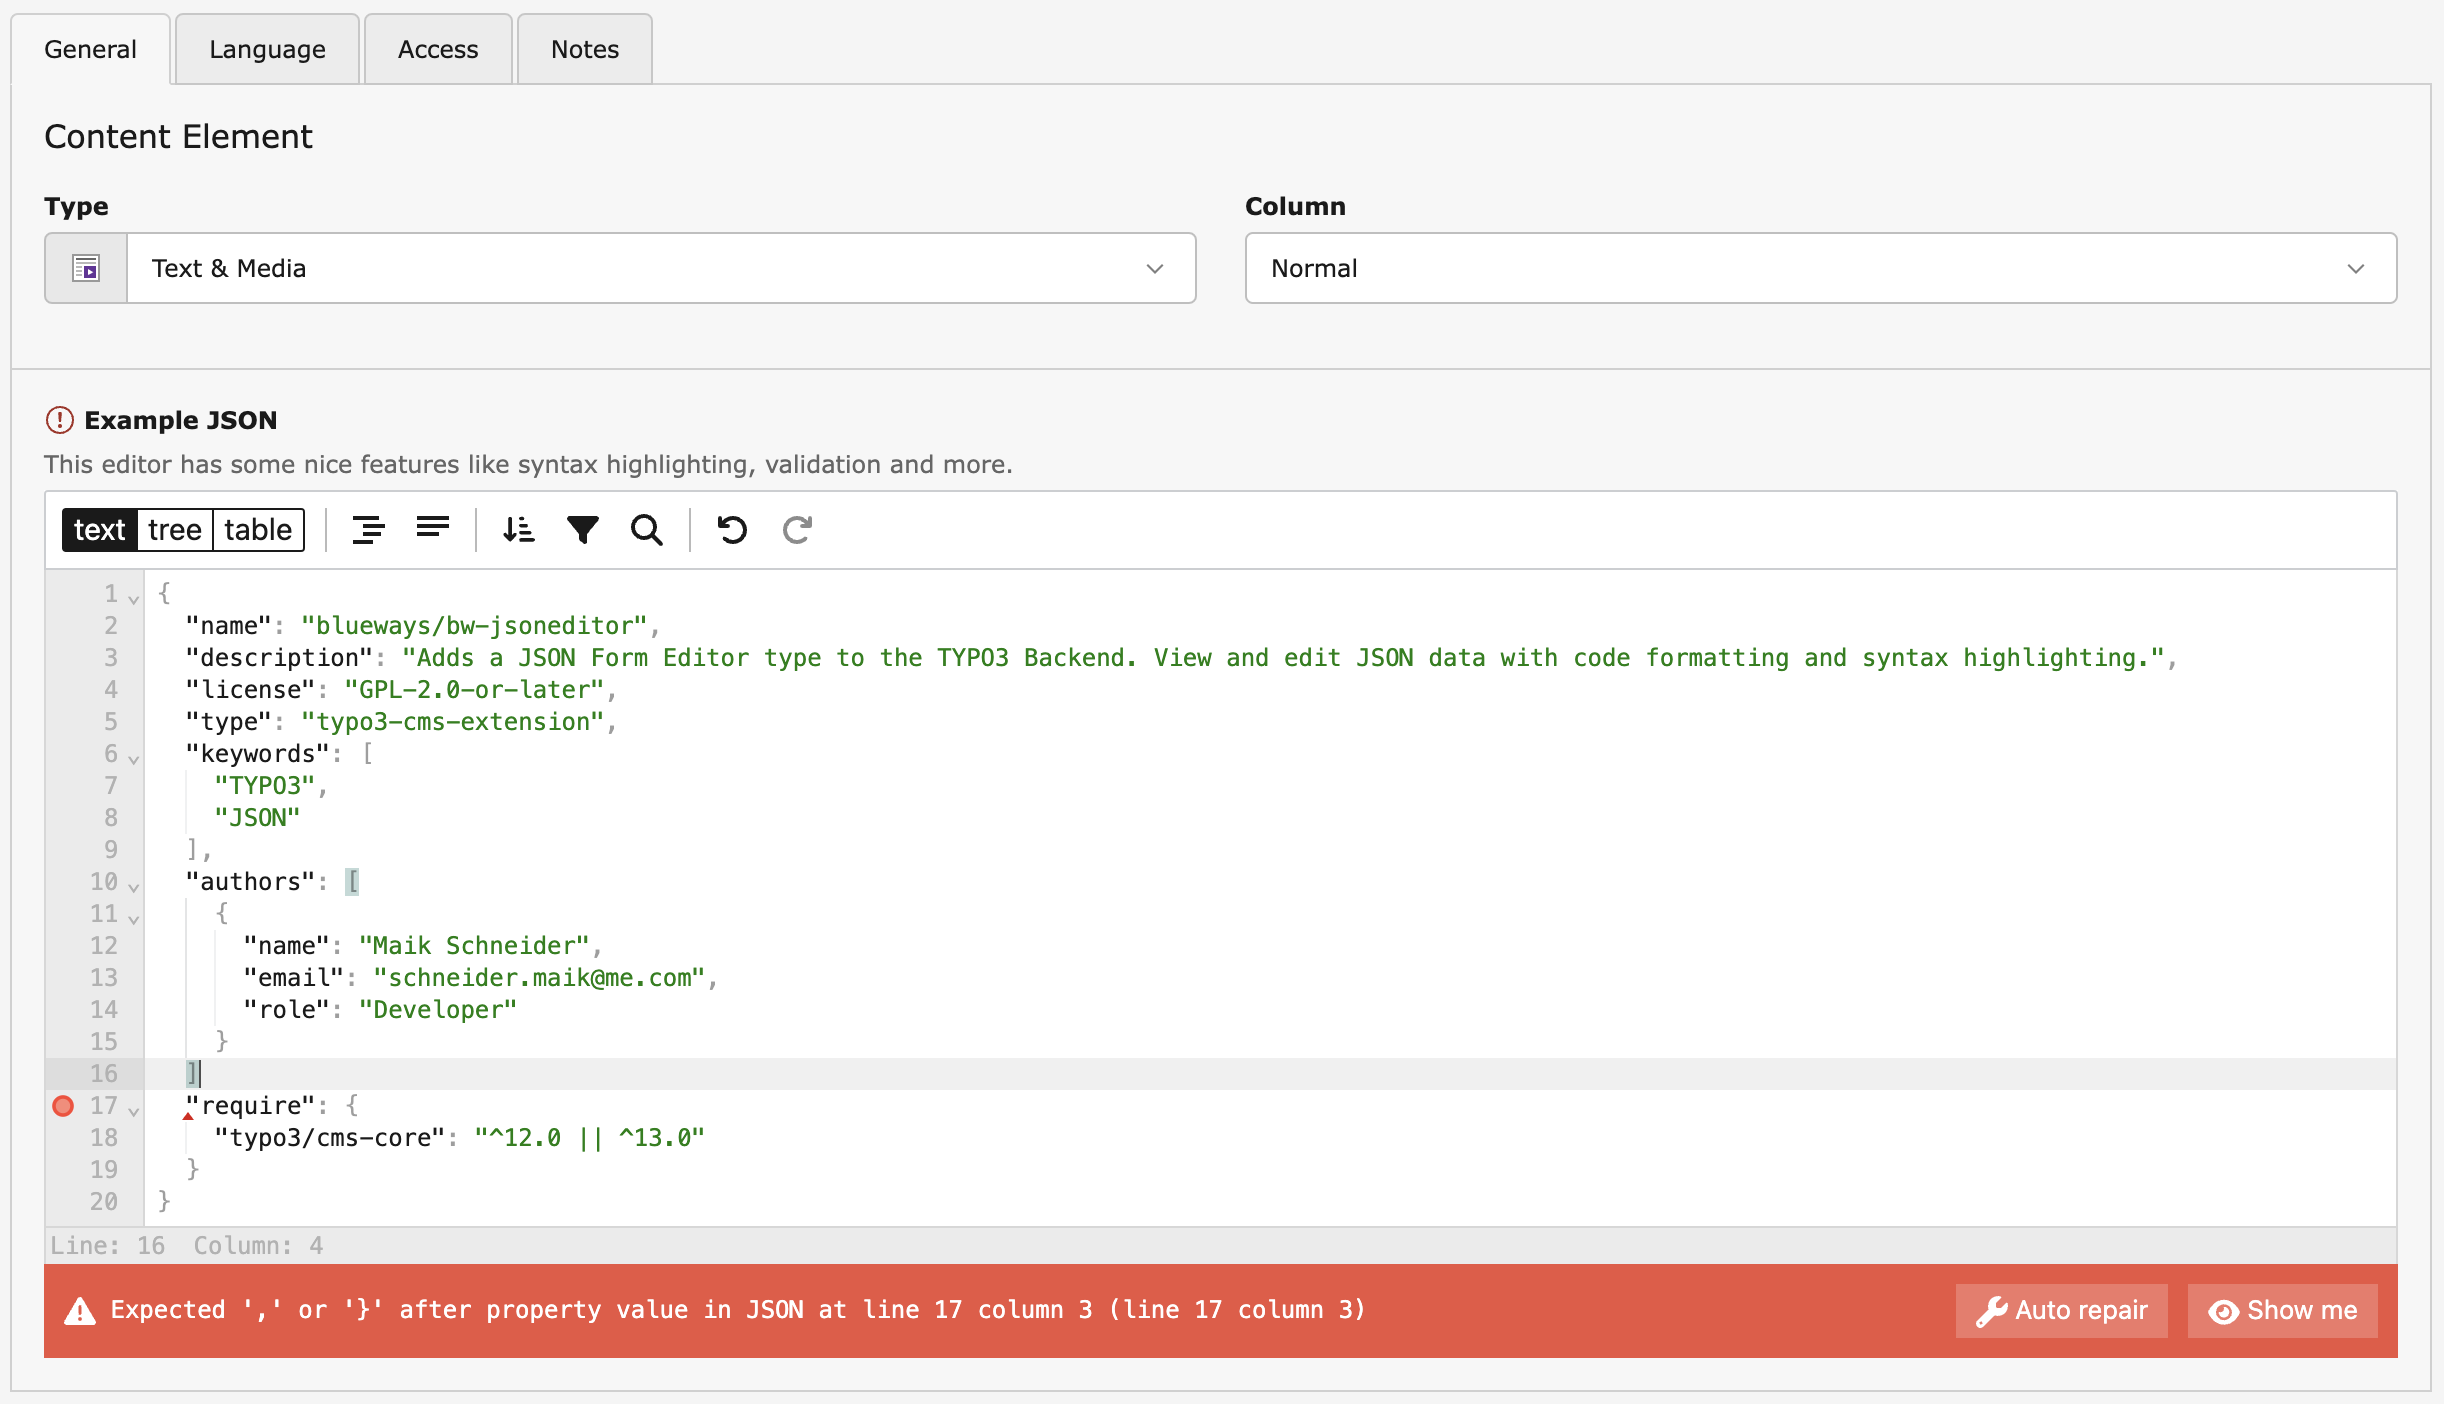 General
Language
Access
Notes
Content Element
Type
Column
Text & Media
Normal
Example JSON
This editor has some nice features like syntax highlighting, validation and more.
text tree table
1 {
2   "name": "blueways/bw-jsoneditor",
3   "description": "Adds a JSON Form Editor type to the TYPO3 Backend. View and edit JSON data with code formatting and syntax highlighting.",
4   "license": "GPL-2.0-or-later",
5   "type": "typo3-cms-extension",
6   "keywords": [
7     "TYPO3",
8     "JSON"
9   ],
10   "authors": [
11     {
12       "name": "Maik Schneider",
13       "email": "schneider.maik@me.com",
14       "role": "Developer"
15     }
16   ]
17   "require": {
18     "typo3/cms-core": "^12.0 || ^13.0"
19   }
20 }
Line: 16 Column: 4
Expected ',' or '}' after property value in JSON at line 17 column 3 (line 17 column 3)
Auto repair
Show me